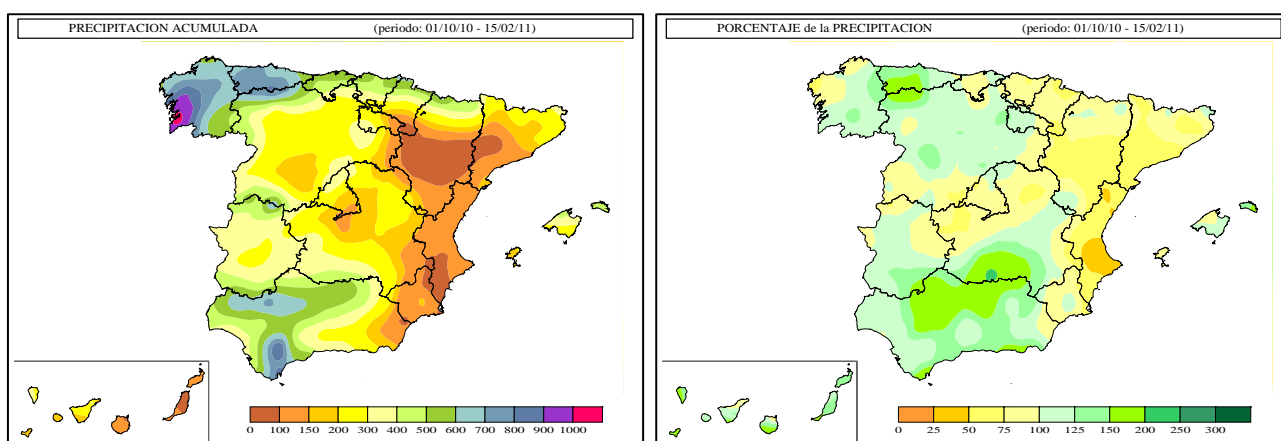 PRECIPITACION ACUMULADA (periodo: 01/10/10 - 15/02/11)
0 100 150 200 300 400 500 600 700 800 900 1000
PORCENTAJE de la PRECIPITACION (periodo: 01/10/10 - 15/02/11)
0 25 50 75 100 125 150 200 250 300